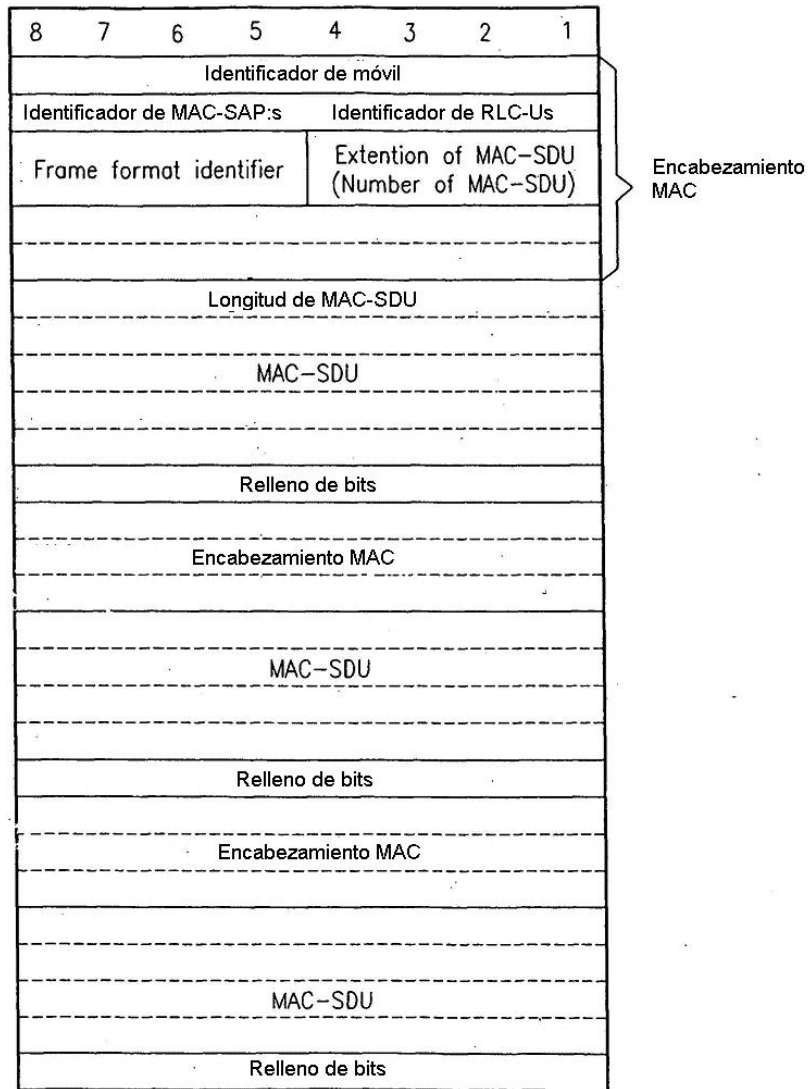 8 7 6 5 4 3 2 1
Identificador de móvil
Identificador de MAC-SAP:s Identificador de RLC-Us
Frame format identifier
Extention of MAC-SDU
(Number of MAC-SDU)
Encabezamiento
MAC
Longitud de MAC-SDU
MAC-SDU
Relleno de bits
Encabezamiento MAC
MAC-SDU
Relleno de bits
Encabezamiento MAC
MAC-SDU
Relleno de bits